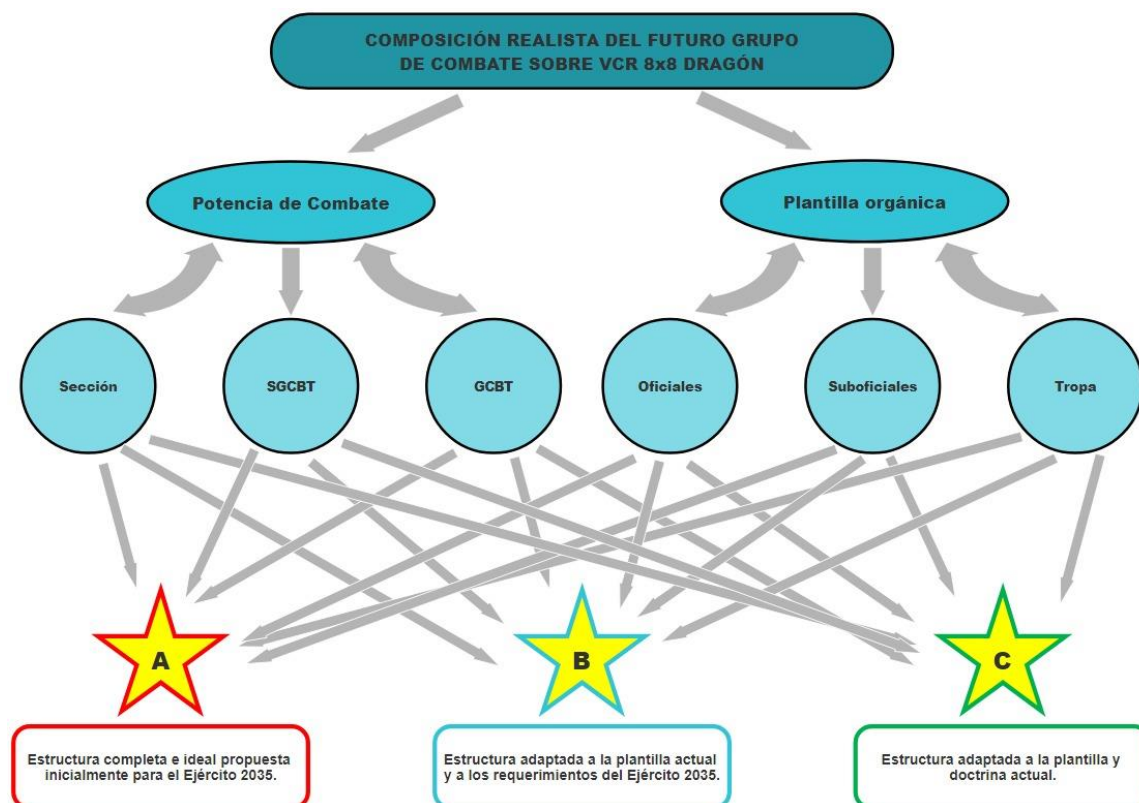 COMPOSICIÓN REALISTA DEL FUTURO GRUPO
DE COMBATE SOBRE VCR 8x8 DRAGÓN
Potencia de Combate
Plantilla orgánica
Sección
SGCBT
GCBT
Oficiales
Suboficiales
Tropa
A
B
C
Estructura completa e ideal propuesta
inicialmente para el Ejército 2035.
Estructura adaptada a la plantilla actual
y a los requerimientos del Ejército 2035.
Estructura adaptada a la plantilla y
doctrina actual.